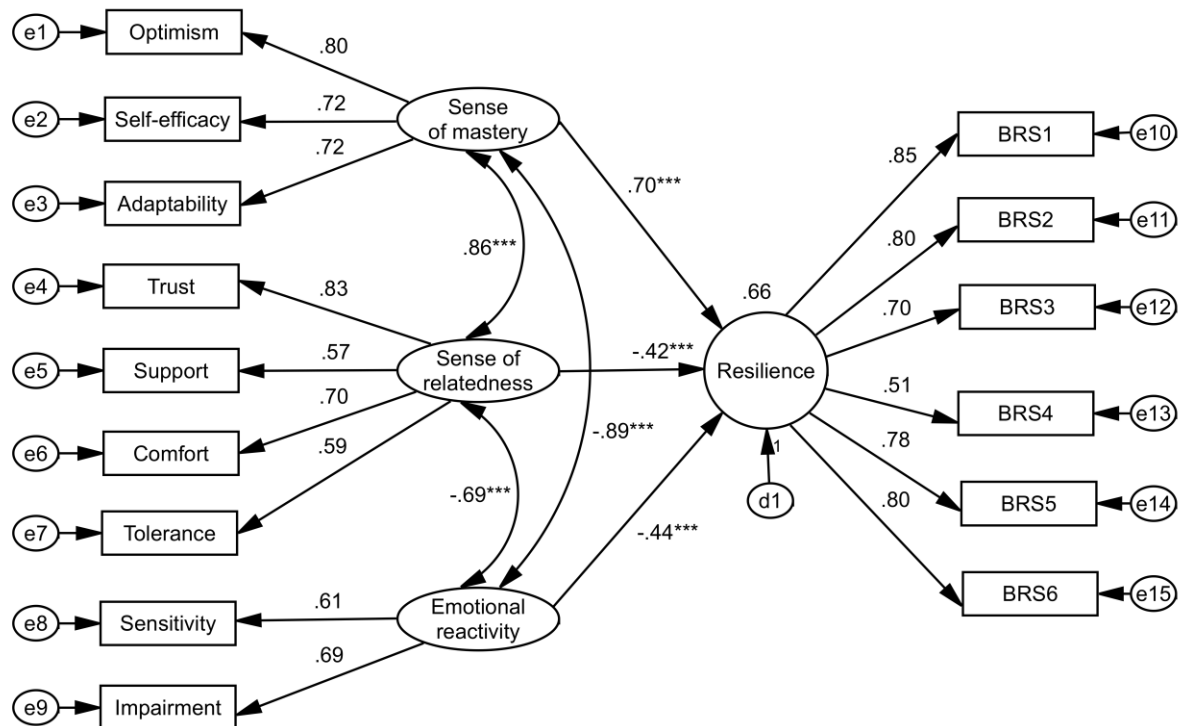 e1
Optimism
.80
e2
Self-efficacy
.72
Sense
of mastery
.72
e3
Adaptability
.86***
.70***
e4
Trust
.83
e5
Support
.57
Sense of
relatedness
-.42***
.70
e6
Comfort
.59
-.89***
-.69***
e7
Tolerance
-.44***
e8
Sensitivity
.61
Emotional
reactivity
.69
e9
Impairment
.66
Resilience
1
d1
.85
BRS1
e10
.80
BRS2
e11
.70
BRS3
e12
.51
BRS4
e13
.78
BRS5
e14
.80
BRS6
e15